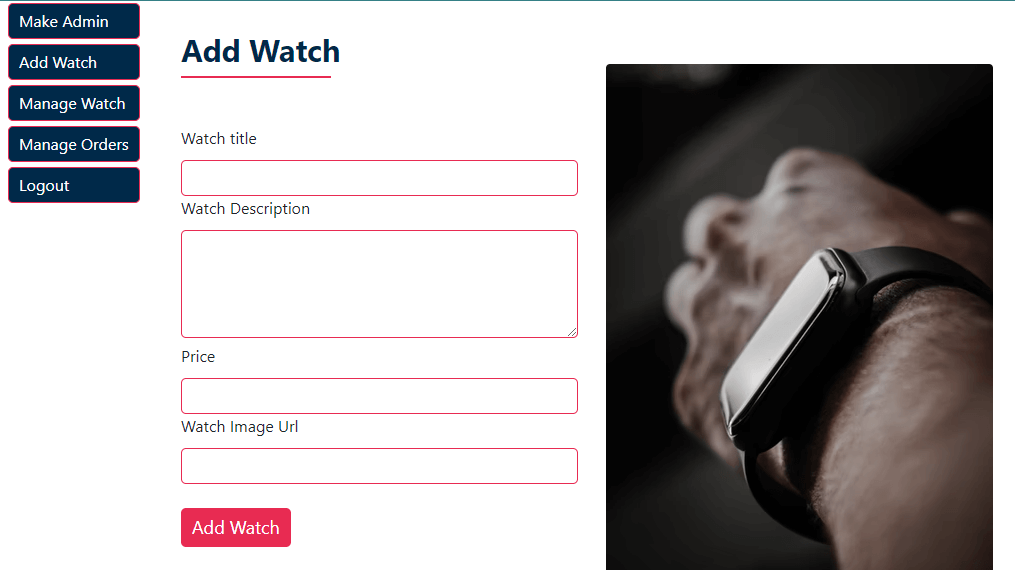 Make Admin
Add Watch
Manage Watch
Manage Orders
Logout
Add Watch
Watch title
Watch Description
Price
Watch Image Url
Add Watch